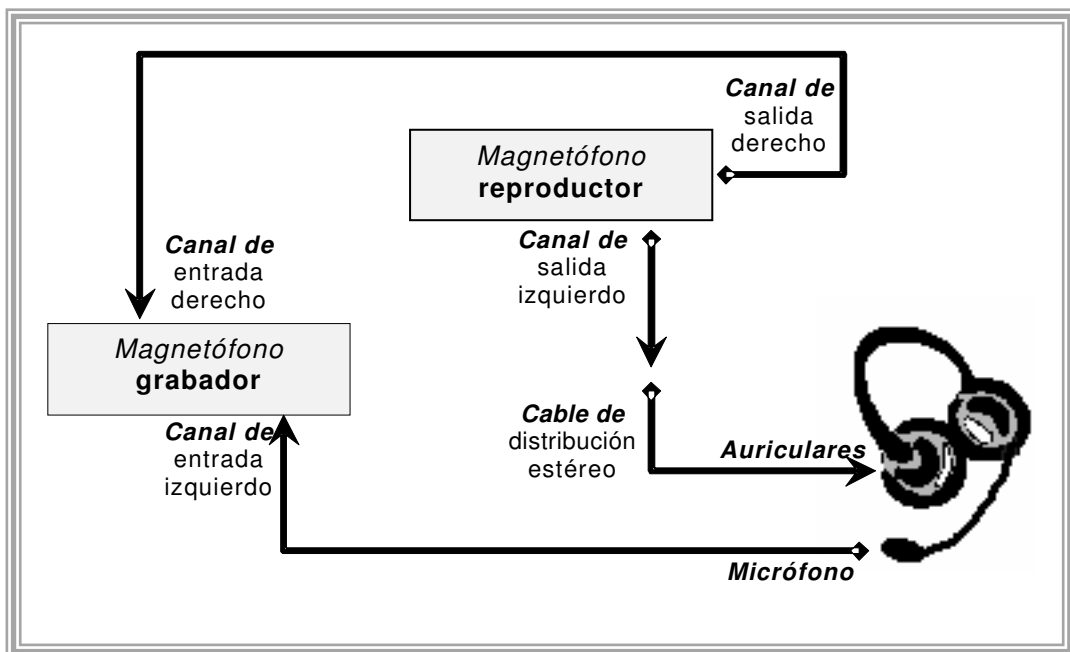 Canal de
salida
derecho
Magnetófono
reproductor
Canal de
entrada
derecho
Canal de
salida
izquierdo
Magnetófono
grabador
Canal de
entrada
izquierdo
Cable de
distribución
estéreo
Auriculares
Micrófono